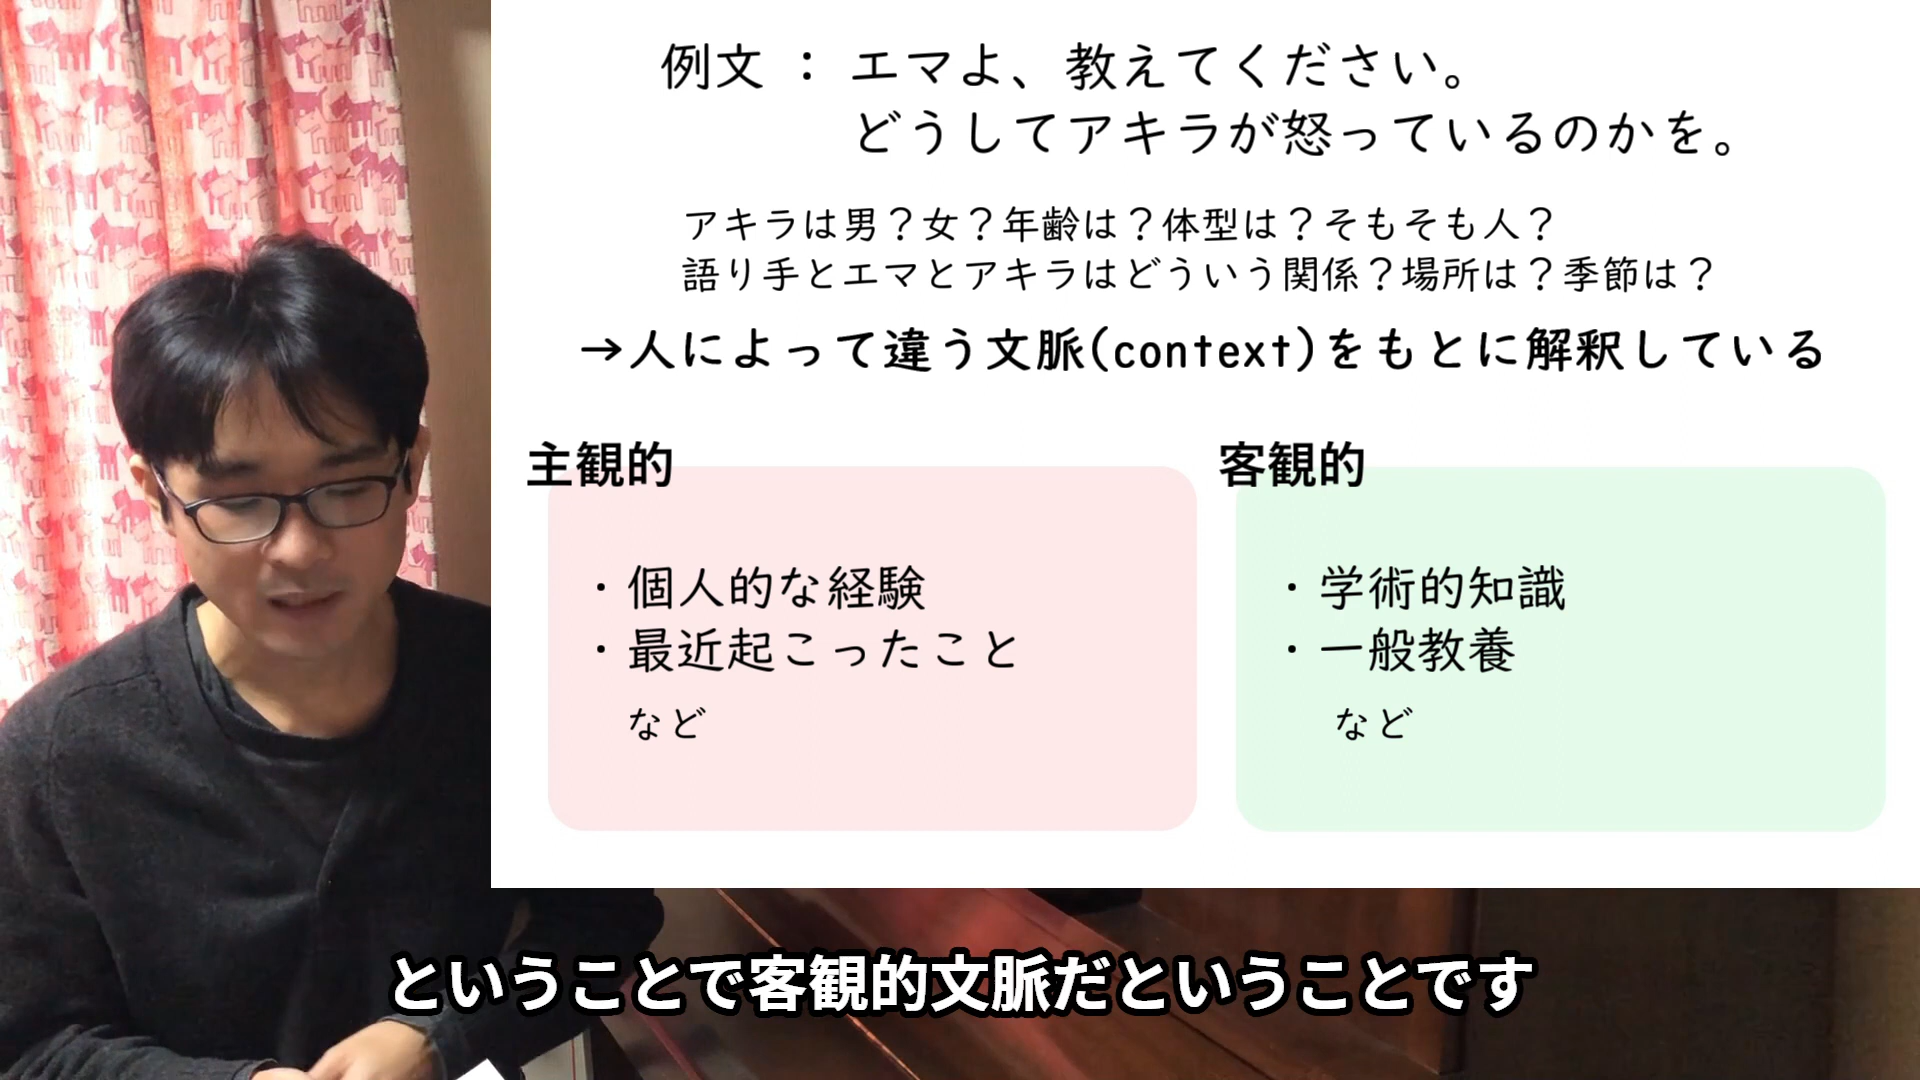 例文 : エマよ、教えてください。
どうしてアキラが怒っているのかを。
アキラは男？女？年齢は？体型は？そもそも人？
語り手とエマとアキラはどういう関係？場所は？季節は？
→人によって違う文脈(context)をもとに解釈している
主観的
・個人的な経験
・最近起こったこと
など
客観的
・学術的知識
・一般教養
など
ということで客観的文脈だということです